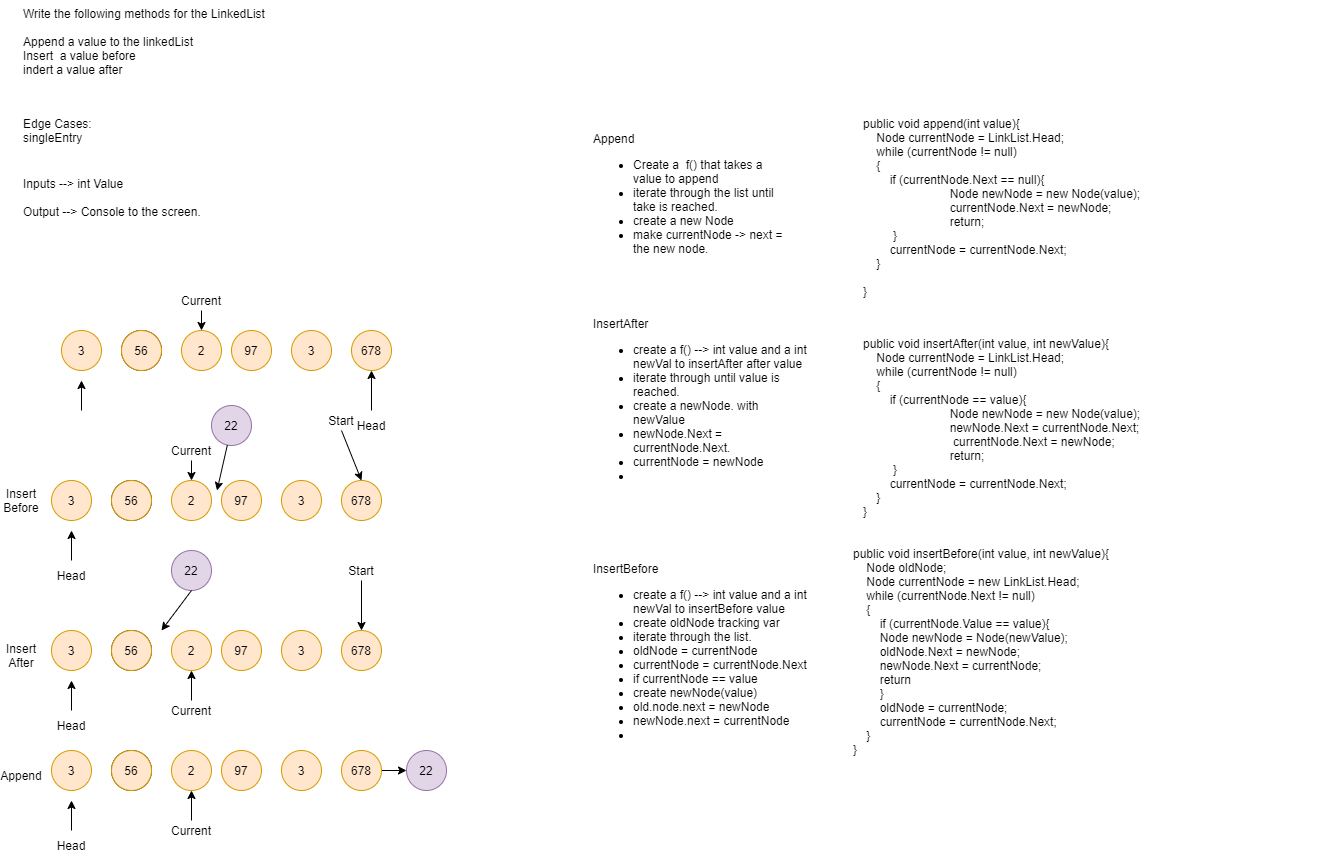 Write the following methods for the LinkedList
Append a value to the linkedList
Insert  a value before
indert a value after
Edge Cases:
singleEntry
Inputs --> int Value
Output --> Console to the screen.
Current
3 56 2 97 3 678
22
Start Head
Current
Insert
Before
3 56 2 97 3 678
Head
22
Start
Insert
After
3 56 2 97 3 678
Head
Current
Append
3 56 2 97 3 678 22
Head
Current
Append
• Create a  f() that takes a
value to append
• iterate through the list until
take is reached.
• create a new Node
• make currentNode -> next =
the new node.
InsertAfter
• create a f() --> int value and a int
newVal to insertAfter after value
• iterate through until value is
reached.
• create a newNode. with
newValue
• newNode.Next =
currentNode.Next.
• currentNode = newNode
•
InsertBefore
• create a f() --> int value and a int
newVal to insertBefore value
• create oldNode tracking var
• iterate through the list.
• oldNode = currentNode
• currentNode = currentNode.Next
• if currentNode == value
• create newNode(value)
• old.node.next = newNode
• newNode.next = currentNode
•
public void append(int value){
Node currentNode = LinkList.Head;
while (currentNode != null)
{
if (currentNode.Next == null){
Node newNode = new Node(value);
currentNode.Next = newNode;
return;
}
currentNode = currentNode.Next;
}
}
public void insertAfter(int value, int newValue){
Node currentNode = LinkList.Head;
while (currentNode != null)
{
if (currentNode == value){
Node newNode = new Node(value);
newNode.Next = currentNode.Next;
currentNode.Next = newNode;
return;
}
currentNode = currentNode.Next;
}
}
public void insertBefore(int value, int newValue){
Node oldNode;
Node currentNode = new LinkList.Head;
while (currentNode.Next != null)
{
if (currentNode.Value == value){
Node newNode = Node(newValue);
oldNode.Next = newNode;
newNode.Next = currentNode;
return
}
oldNode = currentNode;
currentNode = currentNode.Next;
}
}